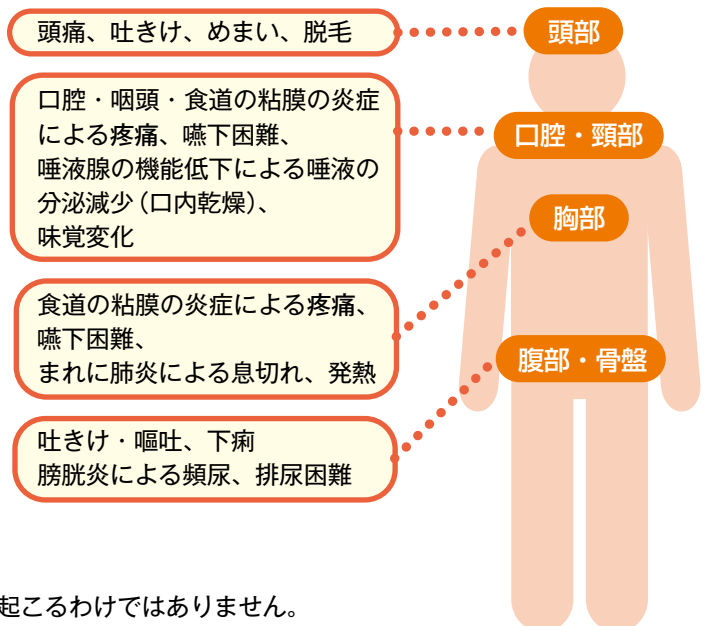 頭痛、吐きけ、めまい、脱毛
頭部
口腔・咽頭・食道の粘膜の炎症
による疼痛、嚥下困難、
唾液腺の機能低下による唾液の
分泌減少(口内乾燥)、
味覚変化
口腔・頸部
胸部
食道の粘膜の炎症による疼痛、
嚥下困難、
まれに肺炎による息切れ、発熱
腹部・骨盤
吐きけ・嘔吐、下痢
膀胱炎による頻尿、排尿困難
起こるわけではありません。